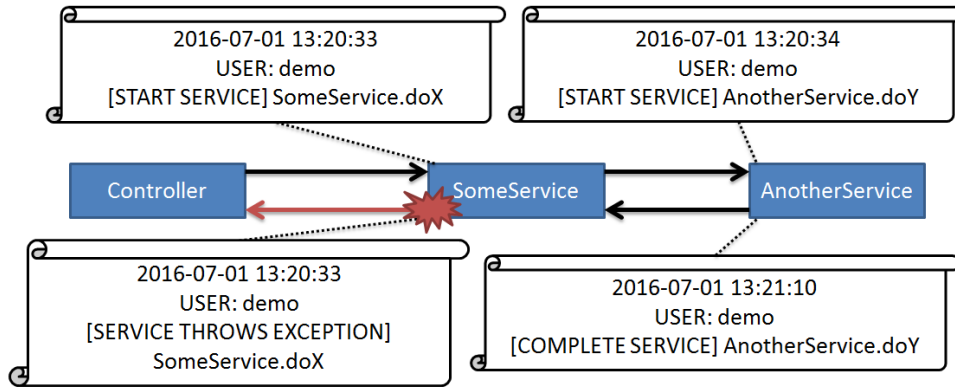 2016-07-01 13:20:33
USER: demo
[START SERVICE] SomeService.doX
2016-07-01 13:20:34
USER: demo
[START SERVICE] AnotherService.doY
Controller
SomeService
AnotherService
2016-07-01 13:20:33
USER: demo
[SERVICE THROWS EXCEPTION]
SomeService.doX
2016-07-01 13:21:10
USER: demo
[COMPLETE SERVICE] AnotherService.doY